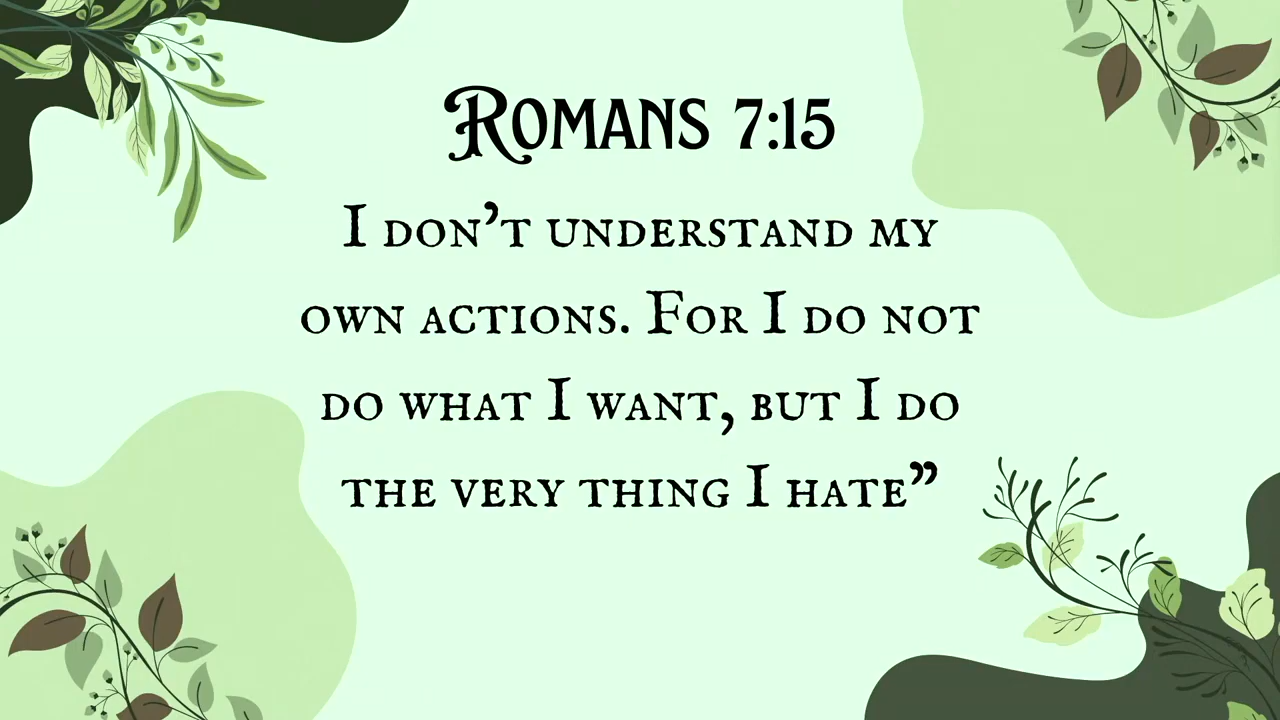 Romans 7:15
I don’t understand my
own actions. For I do not
do what I want, but I do
the very thing I hate”